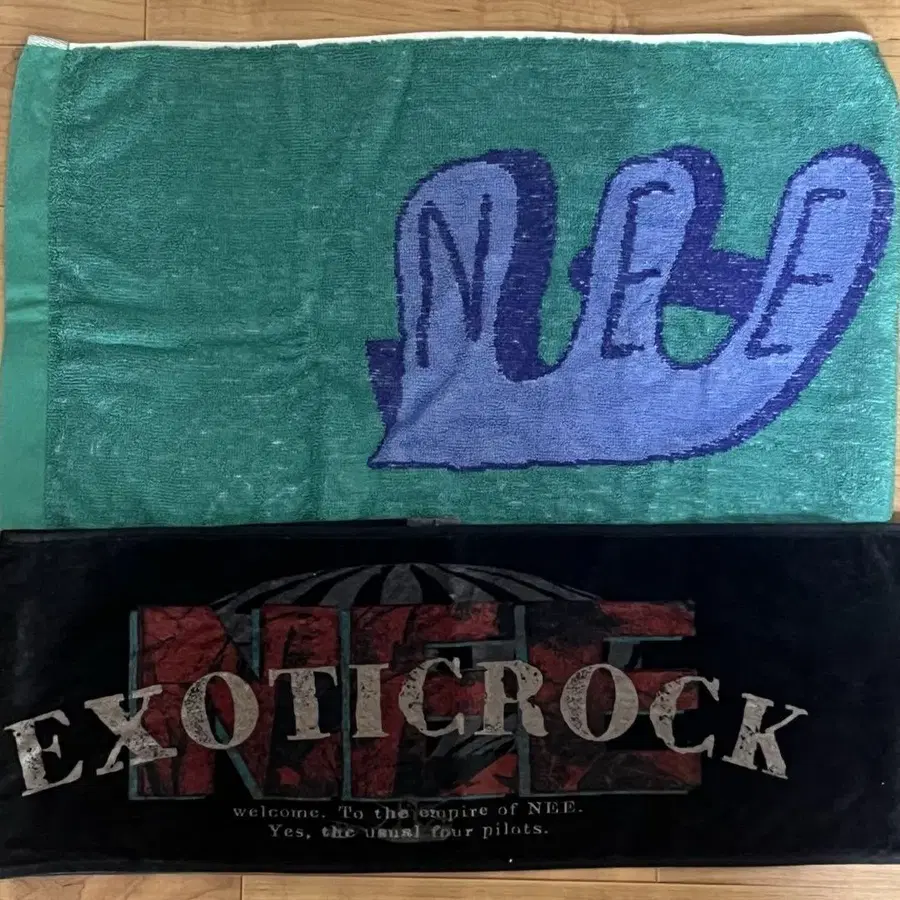 NEE
NEE
EXOTICROCK
welcome. To the empire of NEE.
Yes, the usual four pilots.